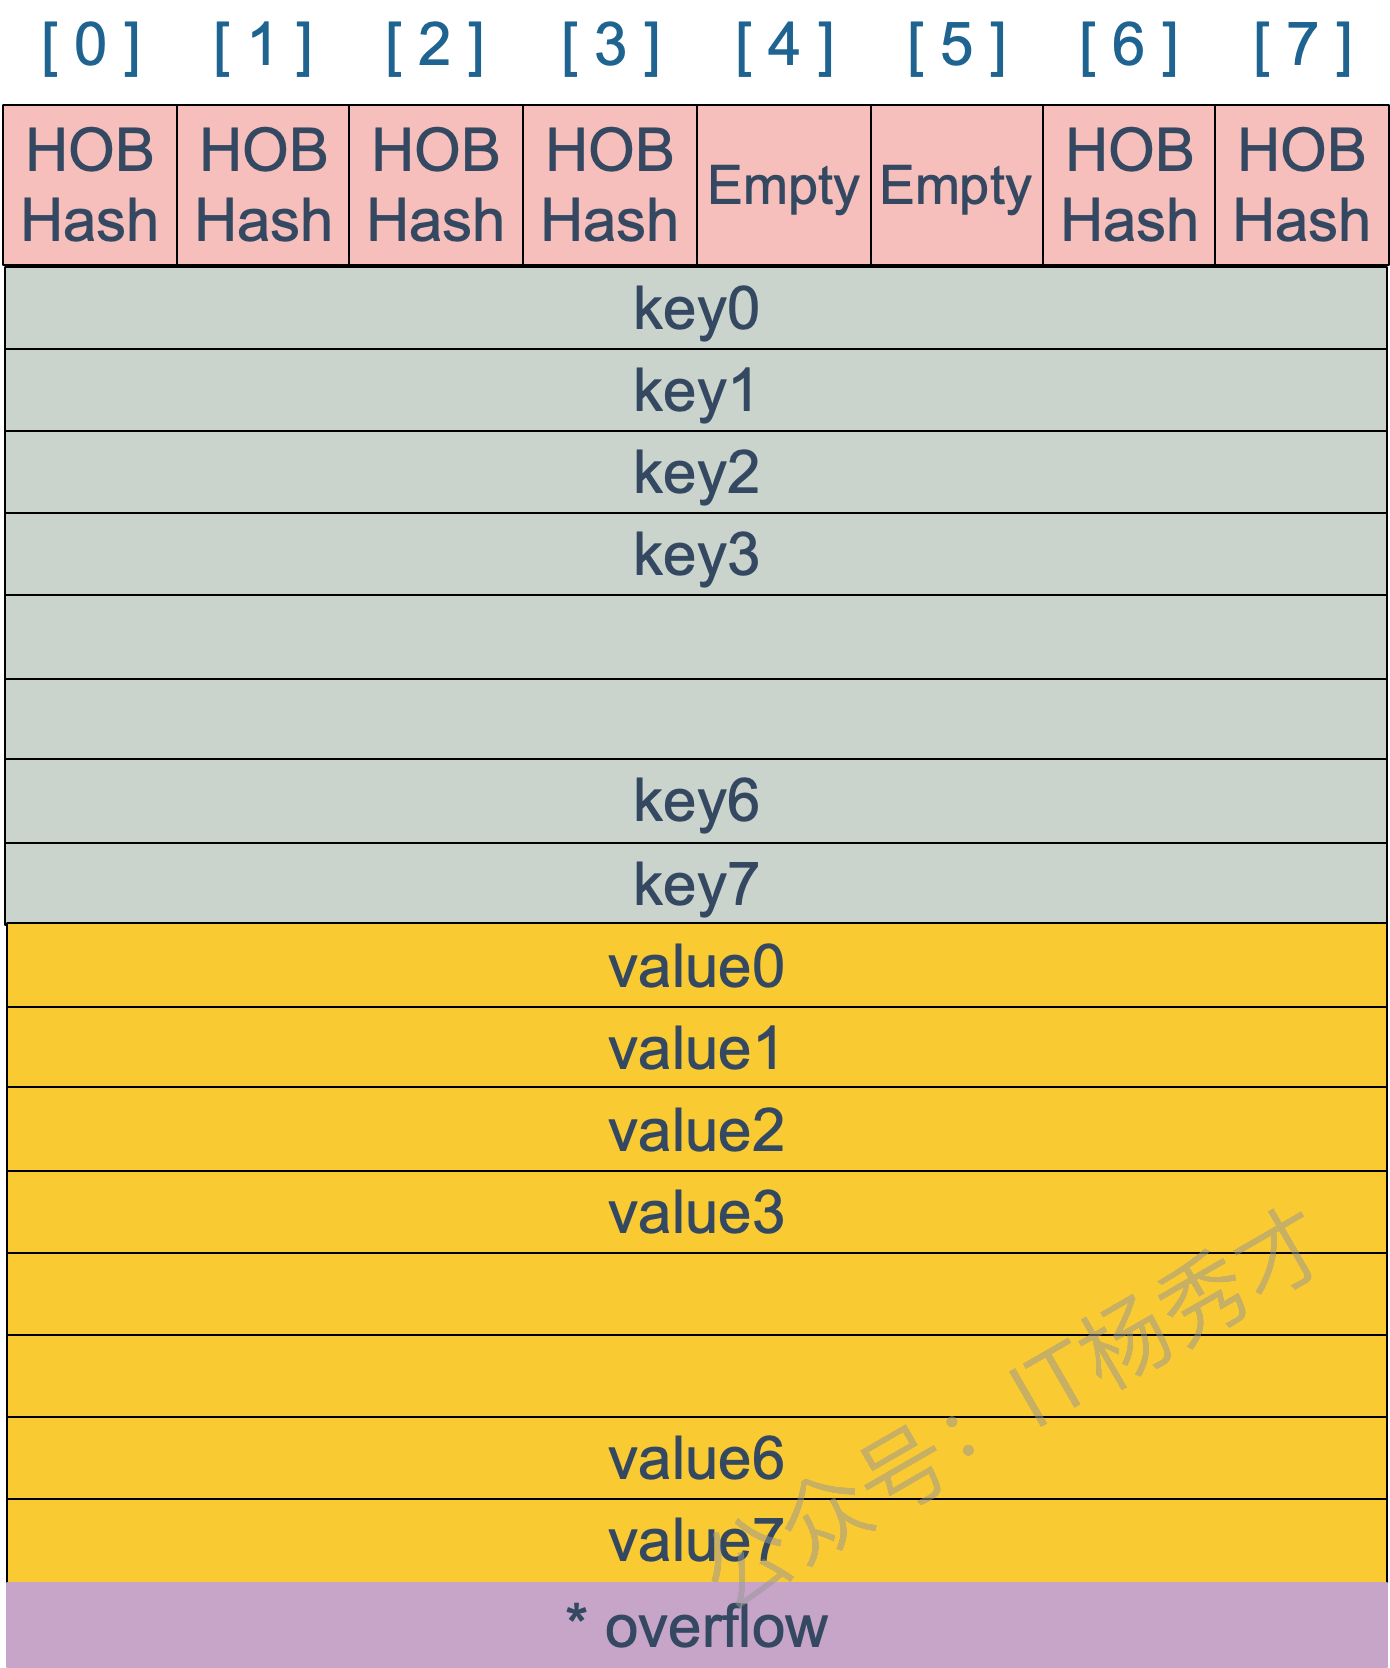 [ 0 ] [ 1 ] [ 2 ] [ 3 ] [ 4 ] [ 5 ] [ 6 ] [ 7 ]
HOB Hash HOB Hash HOB Hash HOB Hash Empty Empty HOB Hash HOB Hash
key0
key1
key2
key3
key6
key7
value0
value1
value2
value3
value6
value7
* overflow
公众号：IT杨秀才